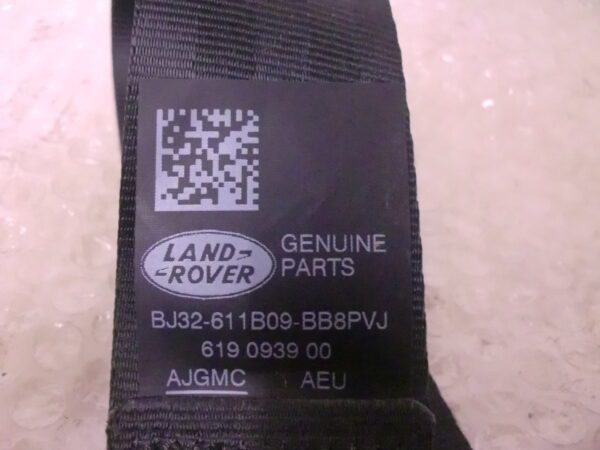 LAND-
ROVER
GENUINE
PARTS
BJ32-611B09-BB8PVJ
619 0939 00
AJGMC AEU